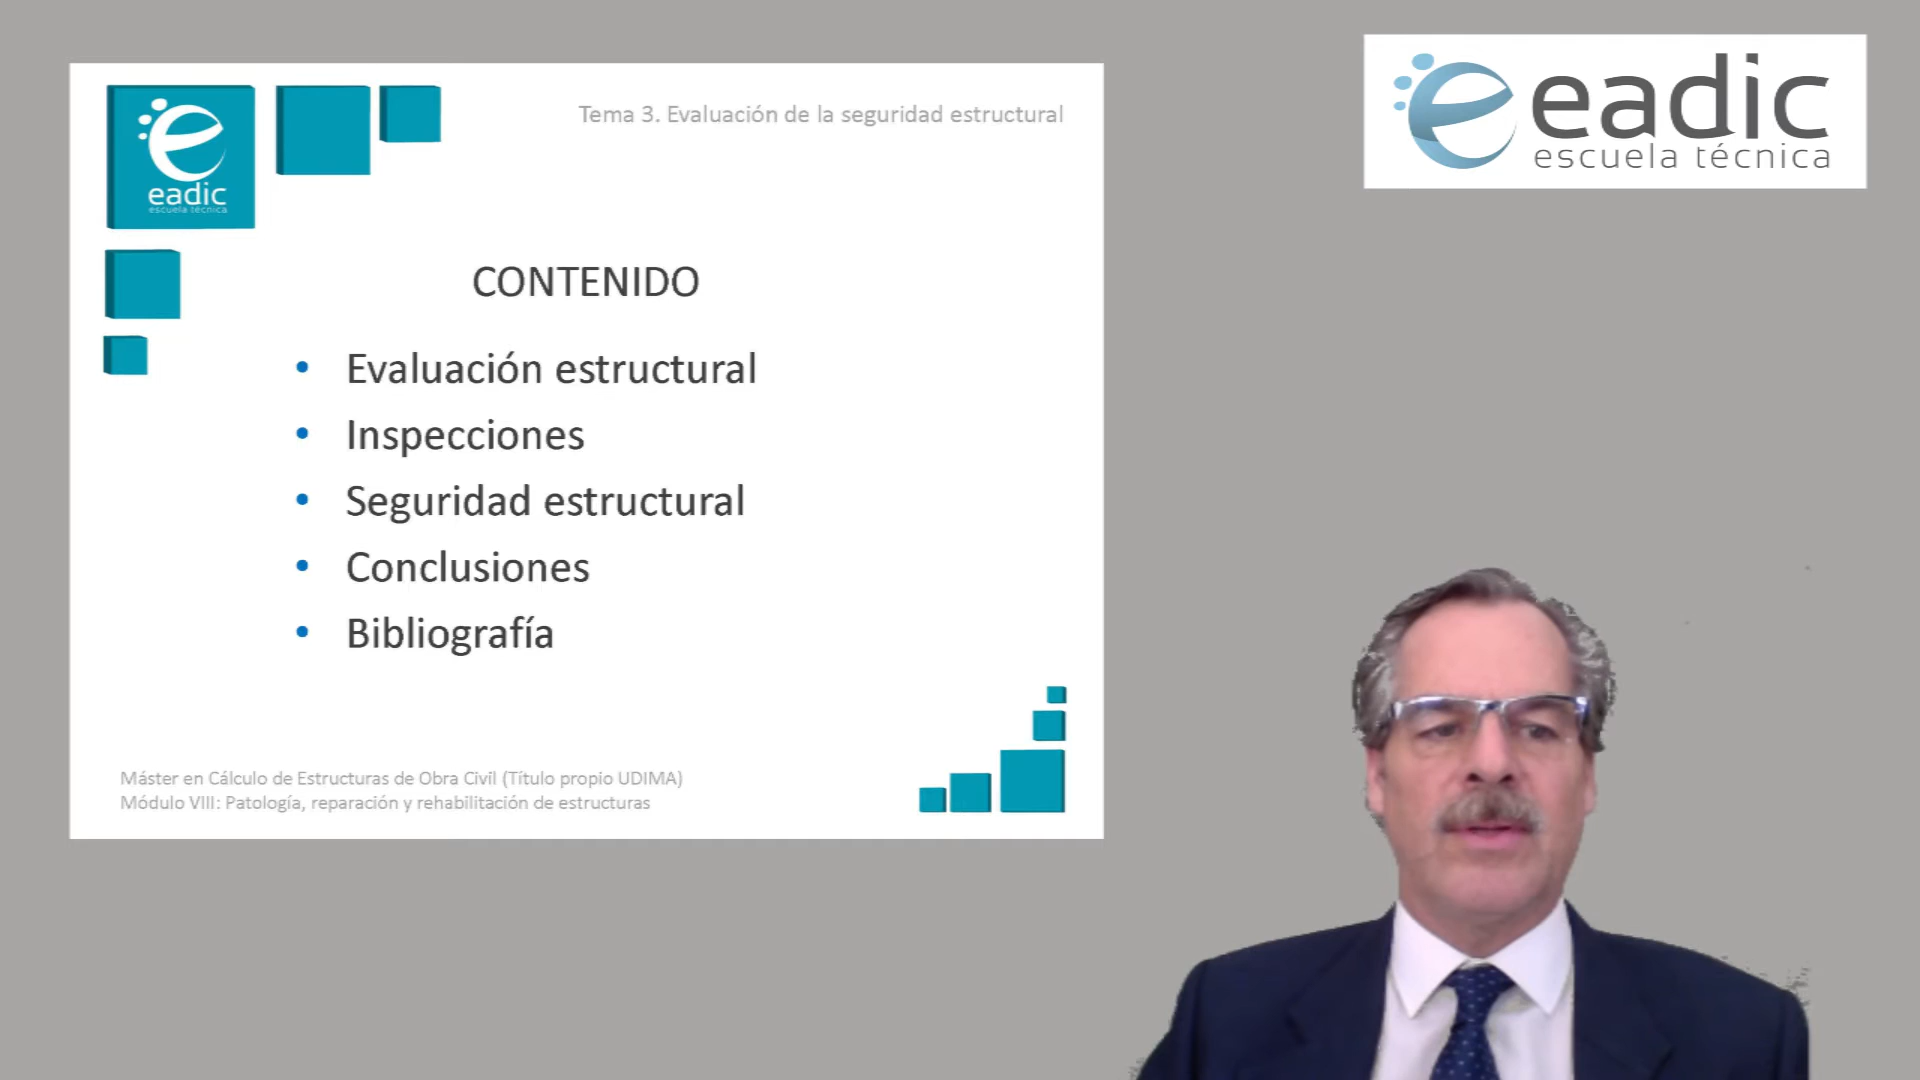 eadic
escuela técnica
Tema 3. Evaluación de la seguridad estructural
eadic
escuela técnica
CONTENIDO
• Evaluación estructural
• Inspecciones
• Seguridad estructural
• Conclusiones
• Bibliografía
Máster en Cálculo de Estructuras de Obra Civil (Título propio UDIMA)
Módulo VIII: Patología, reparación y rehabilitación de estructuras